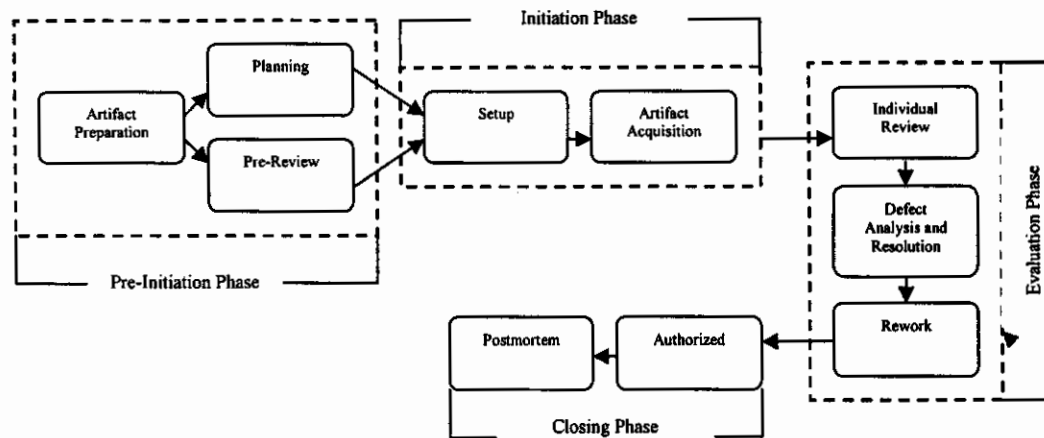 Initiation Phase
Planning
Artifact
Preparation
Pre-Review
Setup
Artifact
Acquisition
Individual
Review
Defect
Analysis and
Resolution
Rework
Evaluation Phase
Pre-Initiation Phase
Postmortem
Authorized
Closing Phase